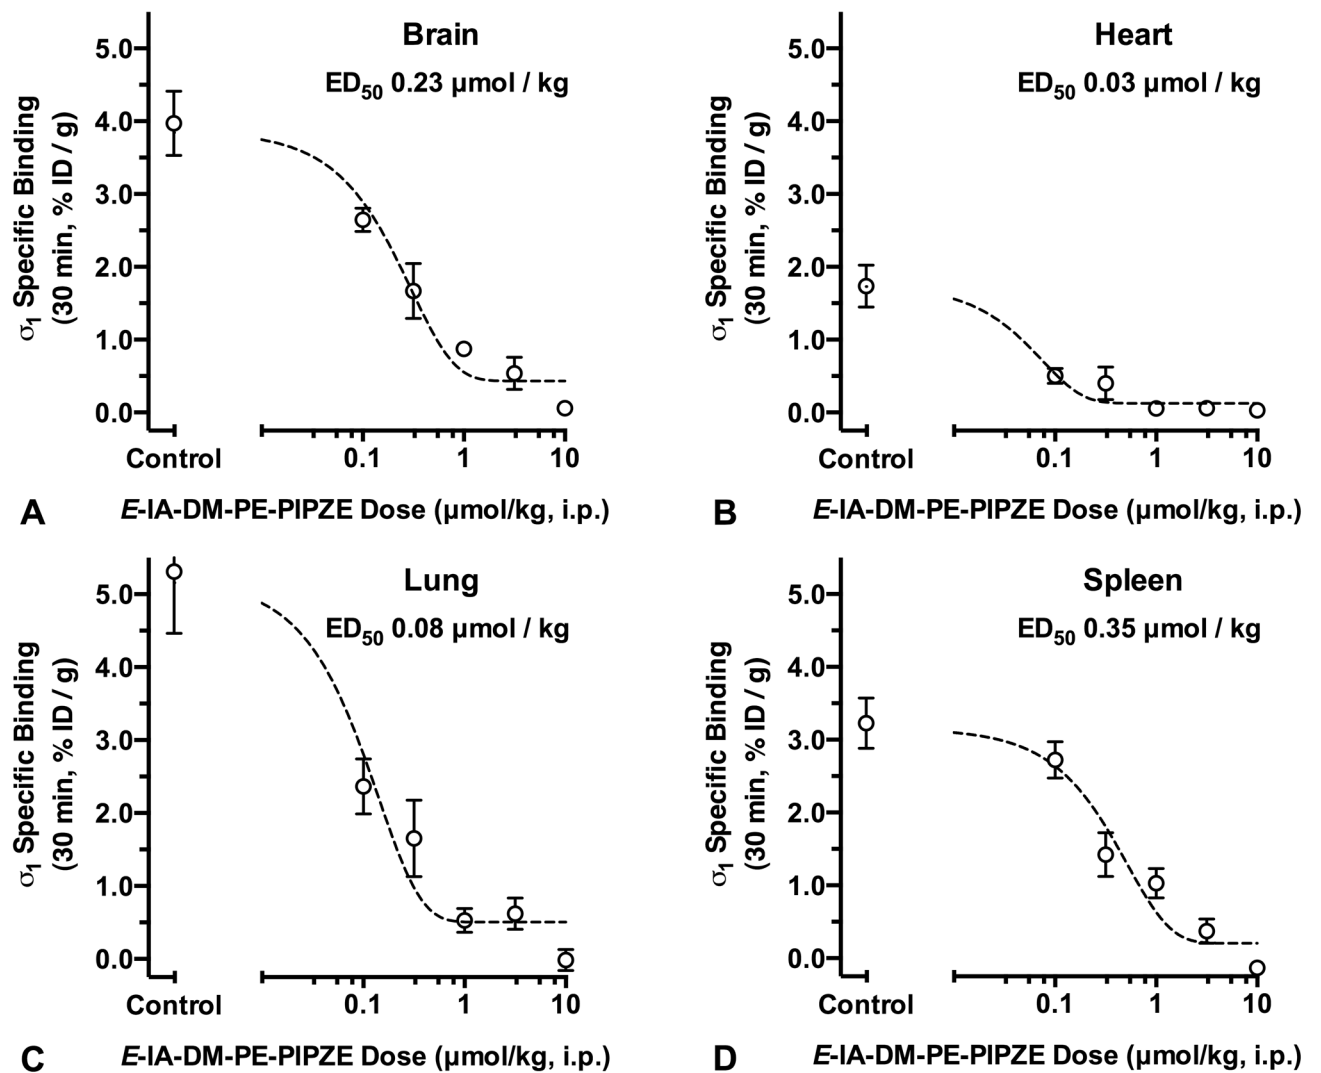 Brain
ED50 0.23 µmol / kg
σ1 Specific Binding
(30 min, % ID / g)
5.0
4.0
3.0
2.0
1.0
0.0
Control
0.1
1
10
A
E-IA-DM-PE-PIPZE Dose (µmol/kg, i.p.)
Heart
ED50 0.03 µmol / kg
σ1 Specific Binding
(30 min, % ID / g)
5.0
4.0
3.0
2.0
1.0
0.0
Control
0.1
1
10
B
E-IA-DM-PE-PIPZE Dose (µmol/kg, i.p.)
Lung
ED50 0.08 µmol / kg
σ1 Specific Binding
(30 min, % ID / g)
5.0
4.0
3.0
2.0
1.0
0.0
Control
0.1
1
10
C
E-IA-DM-PE-PIPZE Dose (µmol/kg, i.p.)
Spleen
ED50 0.35 µmol / kg
σ1 Specific Binding
(30 min, % ID / g)
5.0
4.0
3.0
2.0
1.0
0.0
Control
0.1
1
10
D
E-IA-DM-PE-PIPZE Dose (µmol/kg, i.p.)